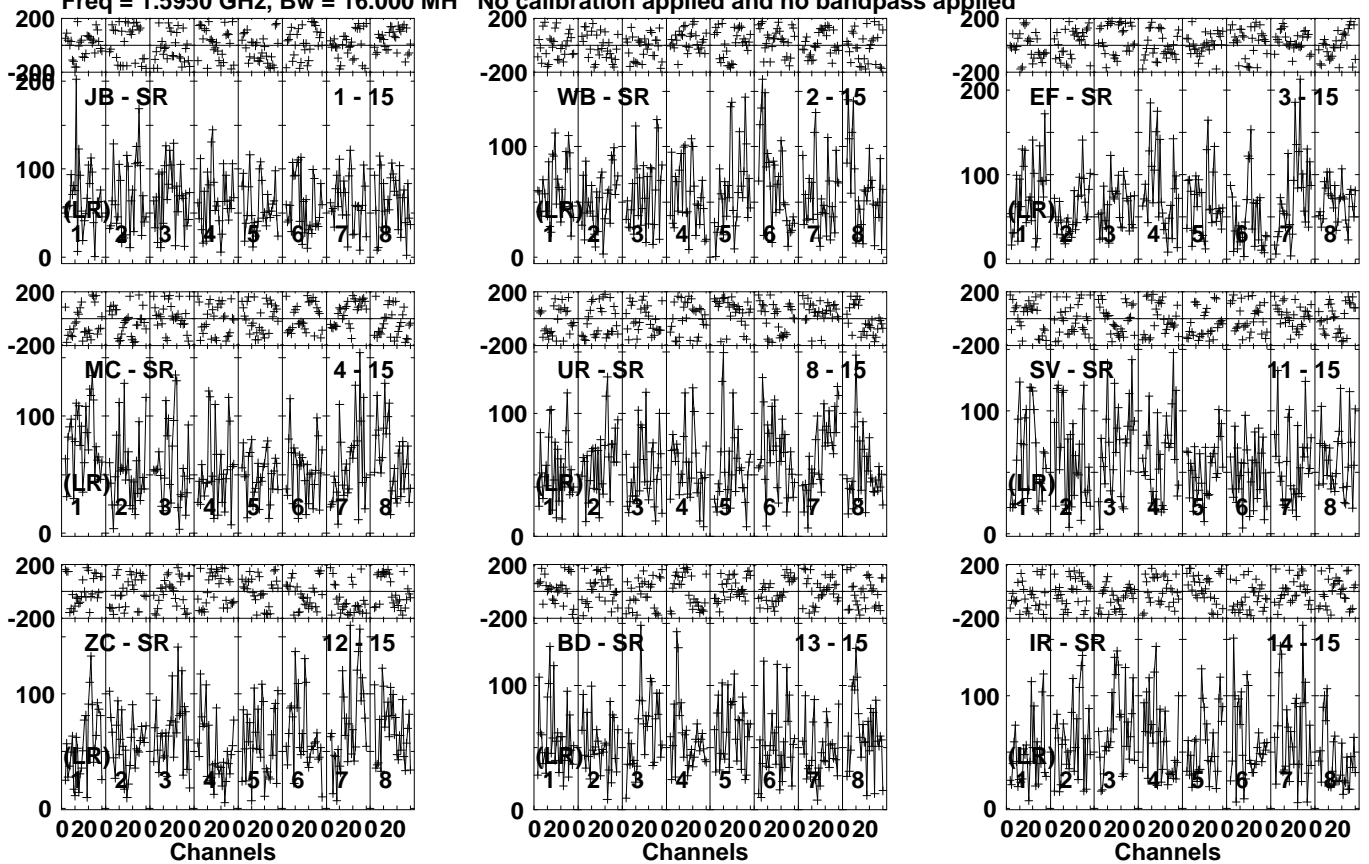 Freq = 1.5950 GHz, Bw = 16.000 MH No calibration applied and no bandpass applied
200
-200
200
JB - SR 1 - 15
100
(LR)
1 2 3 4 5 6 7 8
0
200
-200
WB - SR 2 - 15
100
(LR)
1 2 3 4 5 6 7 8
0
200
-200
200
EF - SR 3 - 15
100
(LR)
1 2 3 4 5 6 7 8
0
200
-200
MC - SR 4 - 15
100
(LR)
1 2 3 4 5 6 7 8
0
200
-200
UR - SR 8 - 15
100
(LR)
1 2 3 4 5 6 7 8
0
200
-200
SV - SR 11 - 15
100
(LR)
1 2 3 4 5 6 7 8
0
200
-200
ZC - SR 12 - 15
100
(LR)
1 2 3 4 5 6 7 8
0
0 20 0 20 0 20 0 20 0 20 0 20 0 20 0 20
Channels
200
-200
BD - SR 13 - 15
100
(LR)
1 2 3 4 5 6 7 8
0
0 20 0 20 0 20 0 20 0 20 0 20 0 20 0 20
Channels
200
-200
IR - SR 14 - 15
100
(LR)
1 2 3 4 5 6 7 8
0
0 20 0 20 0 20 0 20 0 20 0 20 0 20 0 20
Channels